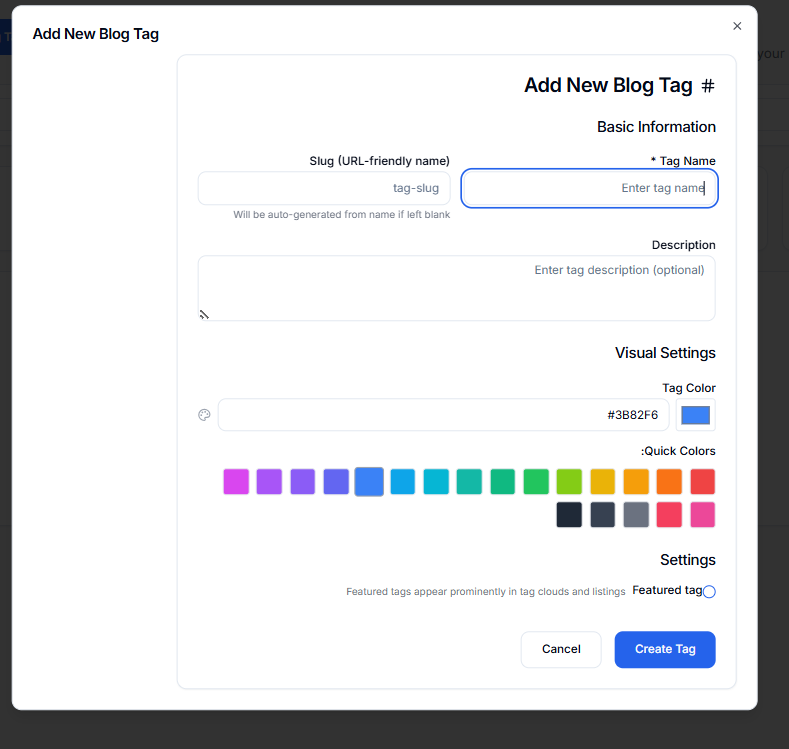 Add New Blog Tag
Add New Blog Tag #
Basic Information
* Tag Name
Enter tag name
Slug (URL-friendly name)
tag-slug
Will be auto-generated from name if left blank
Description
Enter tag description (optional)
Visual Settings
Tag Color
#3B82F6
:Quick Colors
Settings
Featured tag
Featured tags appear prominently in tag clouds and listings
Create Tag
Cancel
your